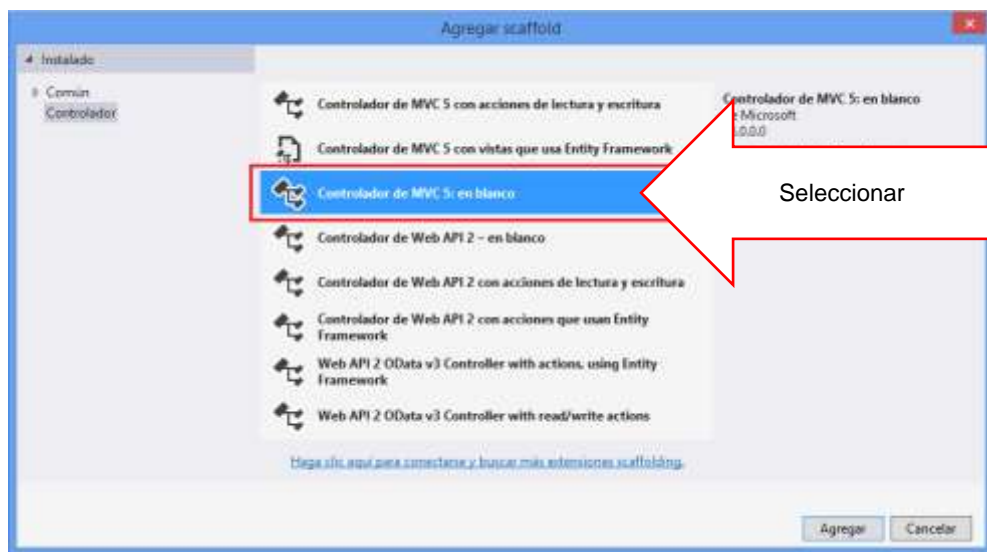 Agregar scaffold
Instalado
Común
Controlador
Controlador de MVC 5 con acciones de lectura y escritura
Controlador de MVC 5 con vistas que usa Entity Framework
Controlador de MVC 5: en blanco
Controlador de Web API 2 – en blanco
Controlador de Web API 2 con acciones de lectura y escritura
Controlador de Web API 2 con acciones que usan Entity
Framework
Web API 2 OData v3 Controller with actions, using Entity
Framework
Web API 2 OData v3 Controller with read/write actions
Haga clic aquí para conectarse y buscar más extensiones scaffolding.
Controlador de MVC 5: en blanco
Microsoft
.0.0.0
Seleccionar
Agregar
Cancelar